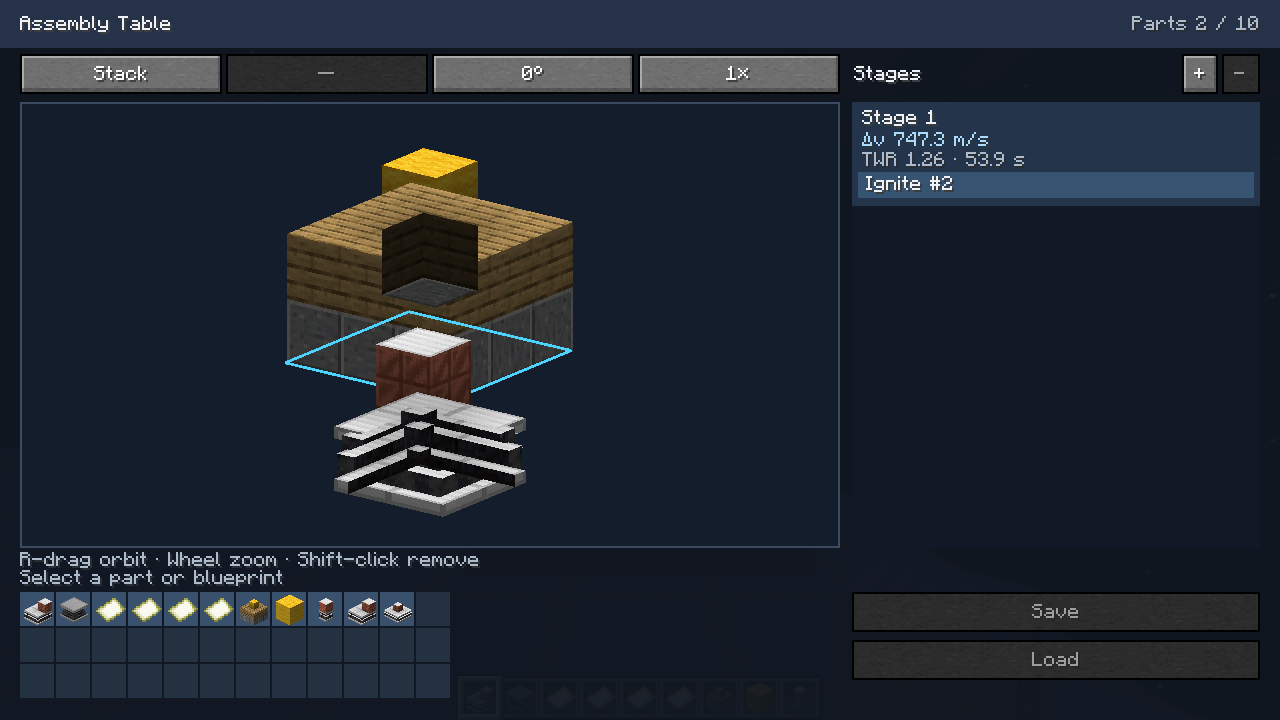 Assembly Table
Parts 2 / 10
Stack
—
0°
1×
Stages
+
−
Stage 1
Δv 747.3 m/s
TWR 1.26 · 53.9 s
Ignite #2
R-drag orbit · Wheel zoom · Shift-click remove
Select a part or blueprint
Save
Load